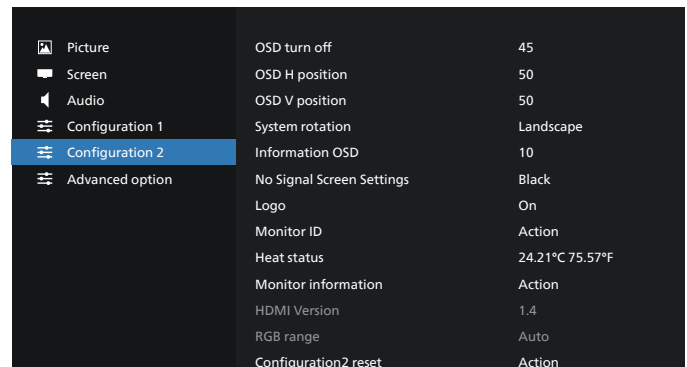 Picture
Screen
Audio
Configuration 1
Configuration 2
Advanced option
OSD turn off 45
OSD H position 50
OSD V position 50
System rotation Landscape
Information OSD 10
No Signal Screen Settings Black
Logo On
Monitor ID Action
Heat status 24.21°C 75.57°F
Monitor information Action
HDMI Version 1.4
RGB range Auto
Configuration2 reset Action